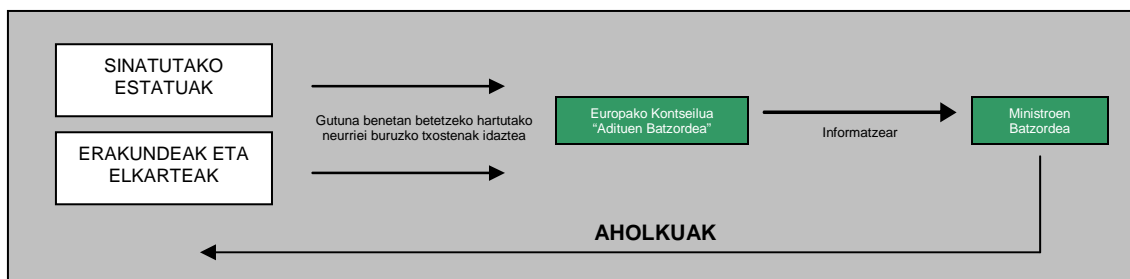 SINATUTAKO
ESTATUAK
ERAKUNDEAK ETA
ELKARTEAK
Gutuna benetan betetzeko hartutako
neurriei buruzko txostenak idaztea
Europako Kontseilua
“Adituen Batzordea”
Informatzear
Ministroen
Batzordea
AHOLKUAK